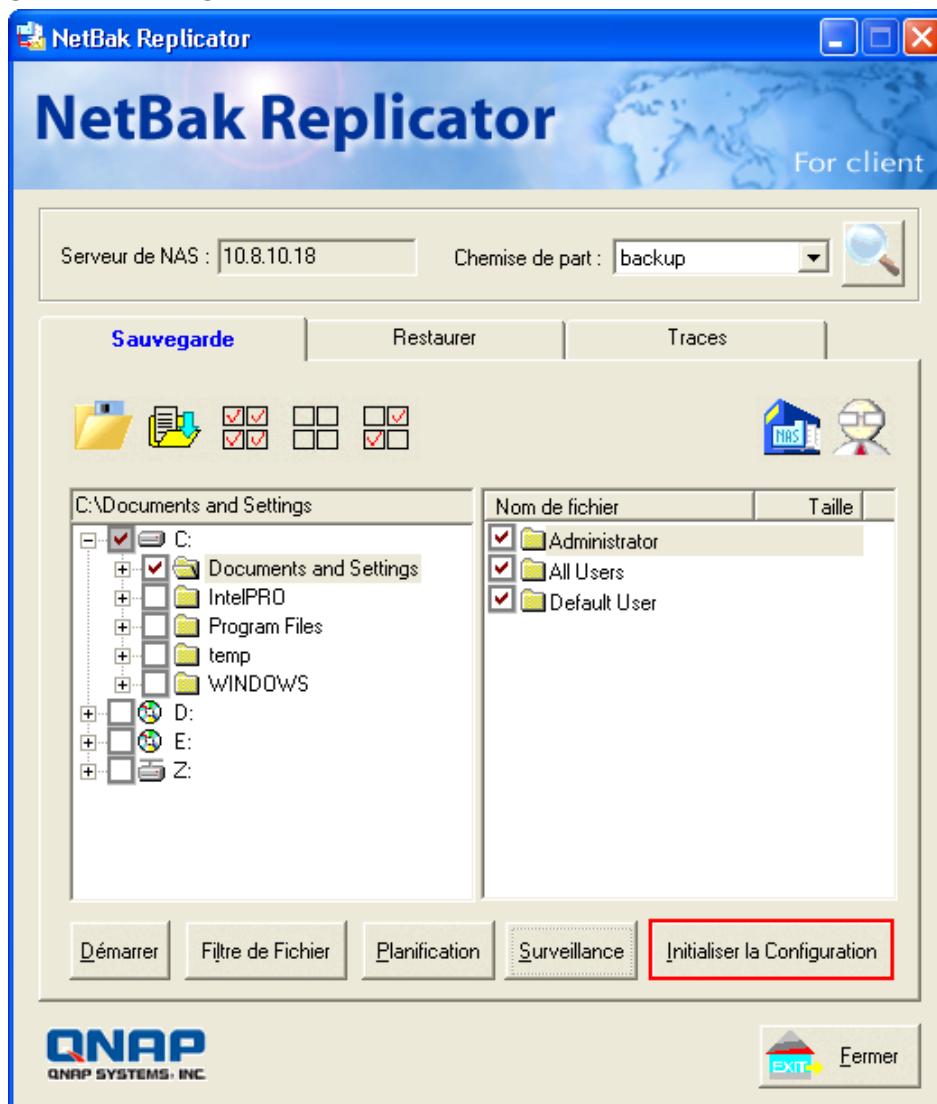 NetBak Replicator
NetBak Replicator
For client
Serveur de NAS : 10.8.10.18 Chemise de part : backup
Sauvegarde Restaurer Traces
NAS
C:\Documents and Settings Nom de fichier Taille
C: Administrator
Documents and Settings All Users
IntelPRO Default User
Program Files
temp
WINDOWS
D:
E:
Z:
Démarrer Filtre de Fichier Planification Surveillance Initialiser la Configuration
QNAP
QNAP SYSTEMS, INC.
EXIT Fermer